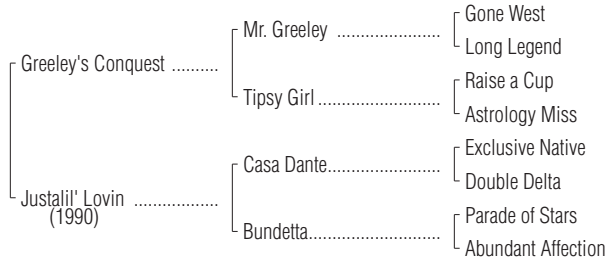 Gone West
Mr. Greeley ........................
Long Legend
Greeley's Conquest ..........
Raise a Cup
Tipsy Girl............................
Astrology Miss
Exclusive Native
Casa Dante.........................
Double Delta
Justalil' Lovin ..................
(1990)
Parade of Stars
Bundetta..............................
Abundant Affection